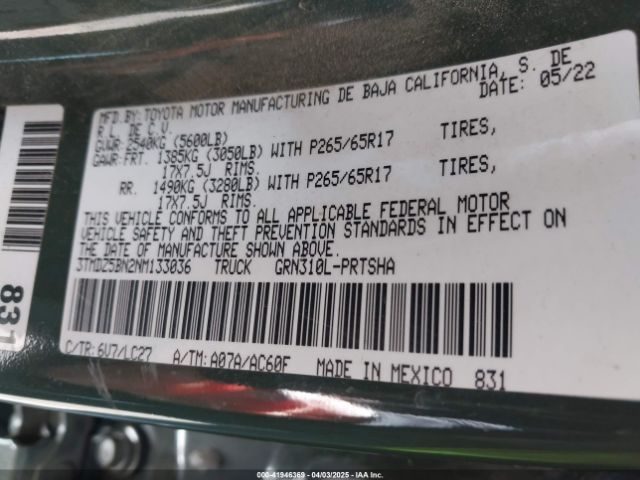 MFD.BY:TOYOTA MOTOR MANUFACTURING DE BAJA CALIFORNIA, S. DE
R.L. DE C.V. DATE: 05/22
GVWR:2540KG (5600LB)
GAWR:FRT. 1385KG (3050LB) WITH P265/65R17 TIRES,
17X7.5J RIMS.
RR. 1490KG (3280LB) WITH P265/65R17 TIRES,
17X7.5J RIMS.
THIS VEHICLE CONFORMS TO ALL APPLICABLE FEDERAL MOTOR
VEHICLE SAFETY AND THEFT PREVENTION STANDARDS IN EFFECT ON
THE DATE OF MANUFACTURE SHOWN ABOVE.
3TMDZ5BN2NM133036 TRUCK GRN310L-PRTSHA
C/TR: 6V7/LC27 A/TM: A07A/AC60F MADE IN MEXICO 831
831
000-41946369 - 04/03/2025 - IAAI.CA